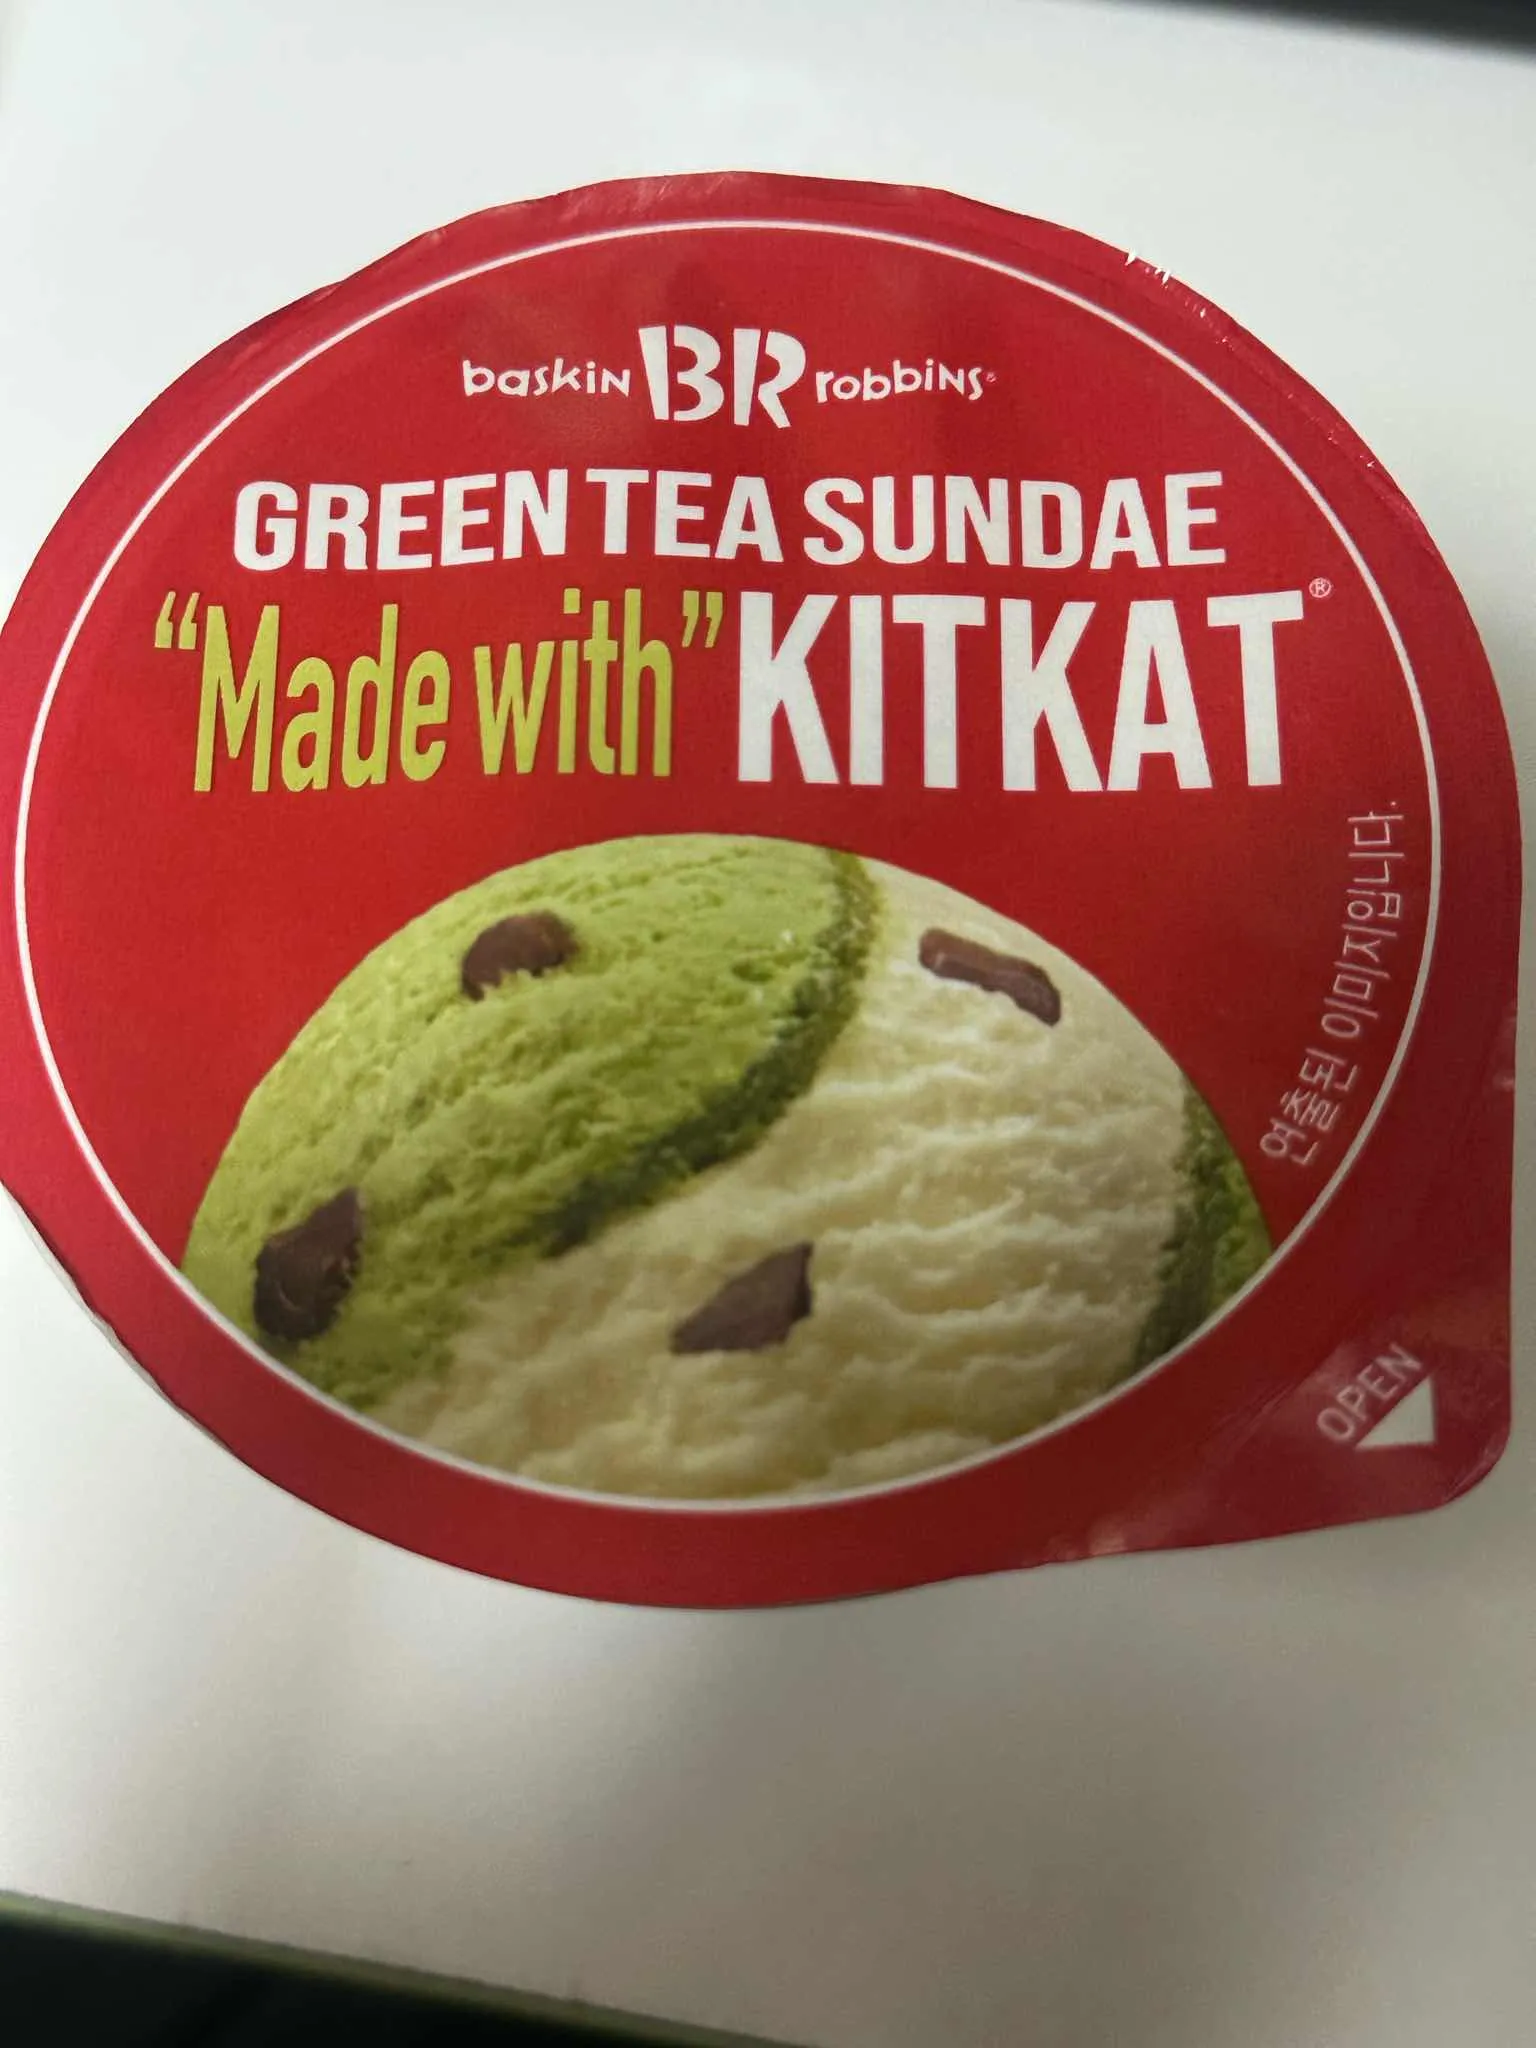 baskin BR robbins
GREEN TEA SUNDAE
"Made with" KITKAT®
연출된 이미지입니다.
OPEN